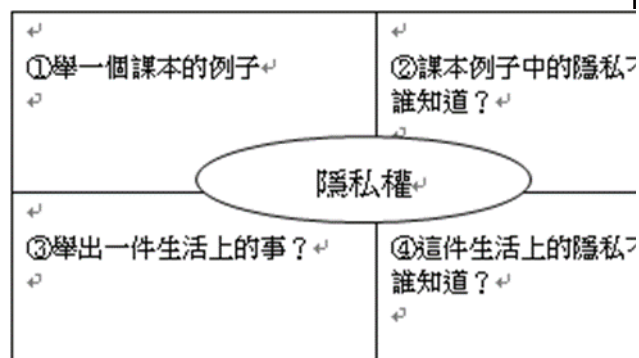 ①舉一個課本的例子
②課本例子中的隱私
誰知道？
隱私權
③舉出一件生活上的事？
④這件生活上的隱私
誰知道？